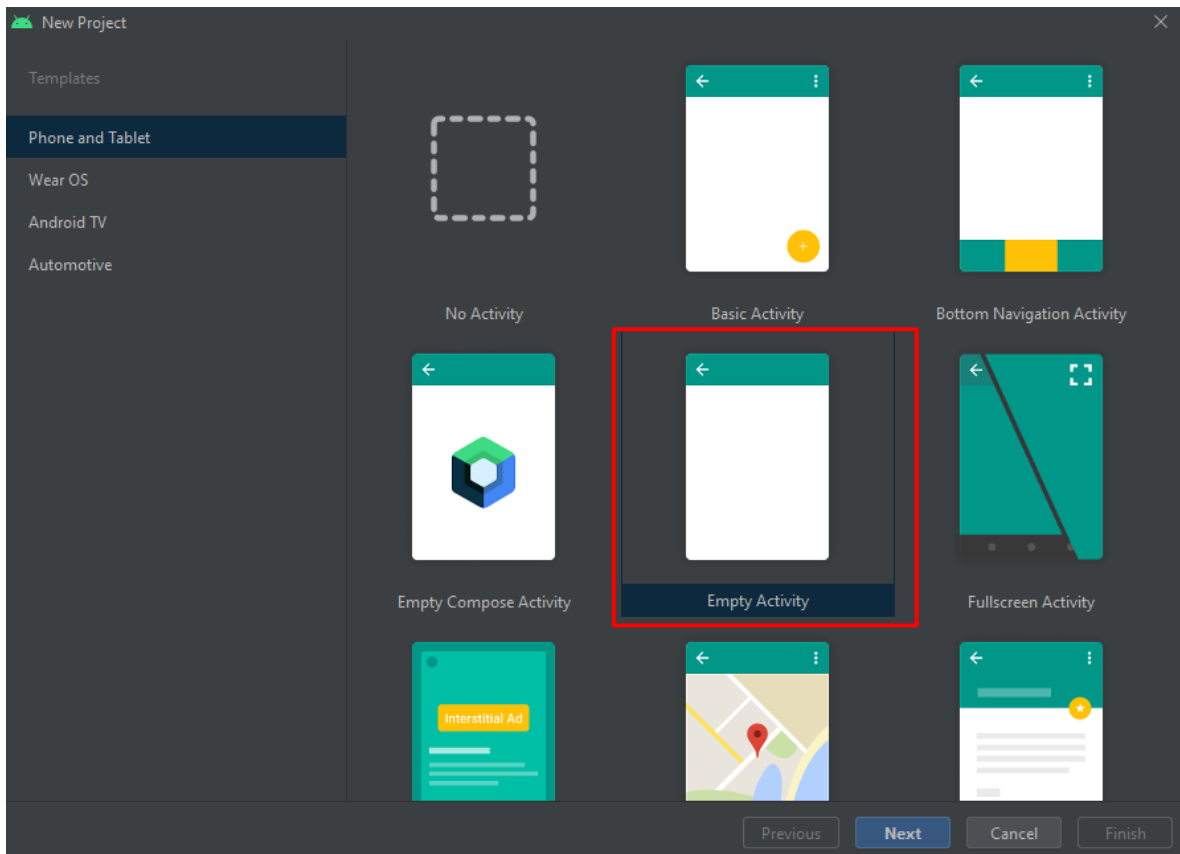 New Project
Templates
Phone and Tablet
Wear OS
Android TV
Automotive
No Activity
Basic Activity
Bottom Navigation Activity
Empty Compose Activity
Empty Activity
Fullscreen Activity
Interstitial Ad
Previous
Next
Cancel
Finish